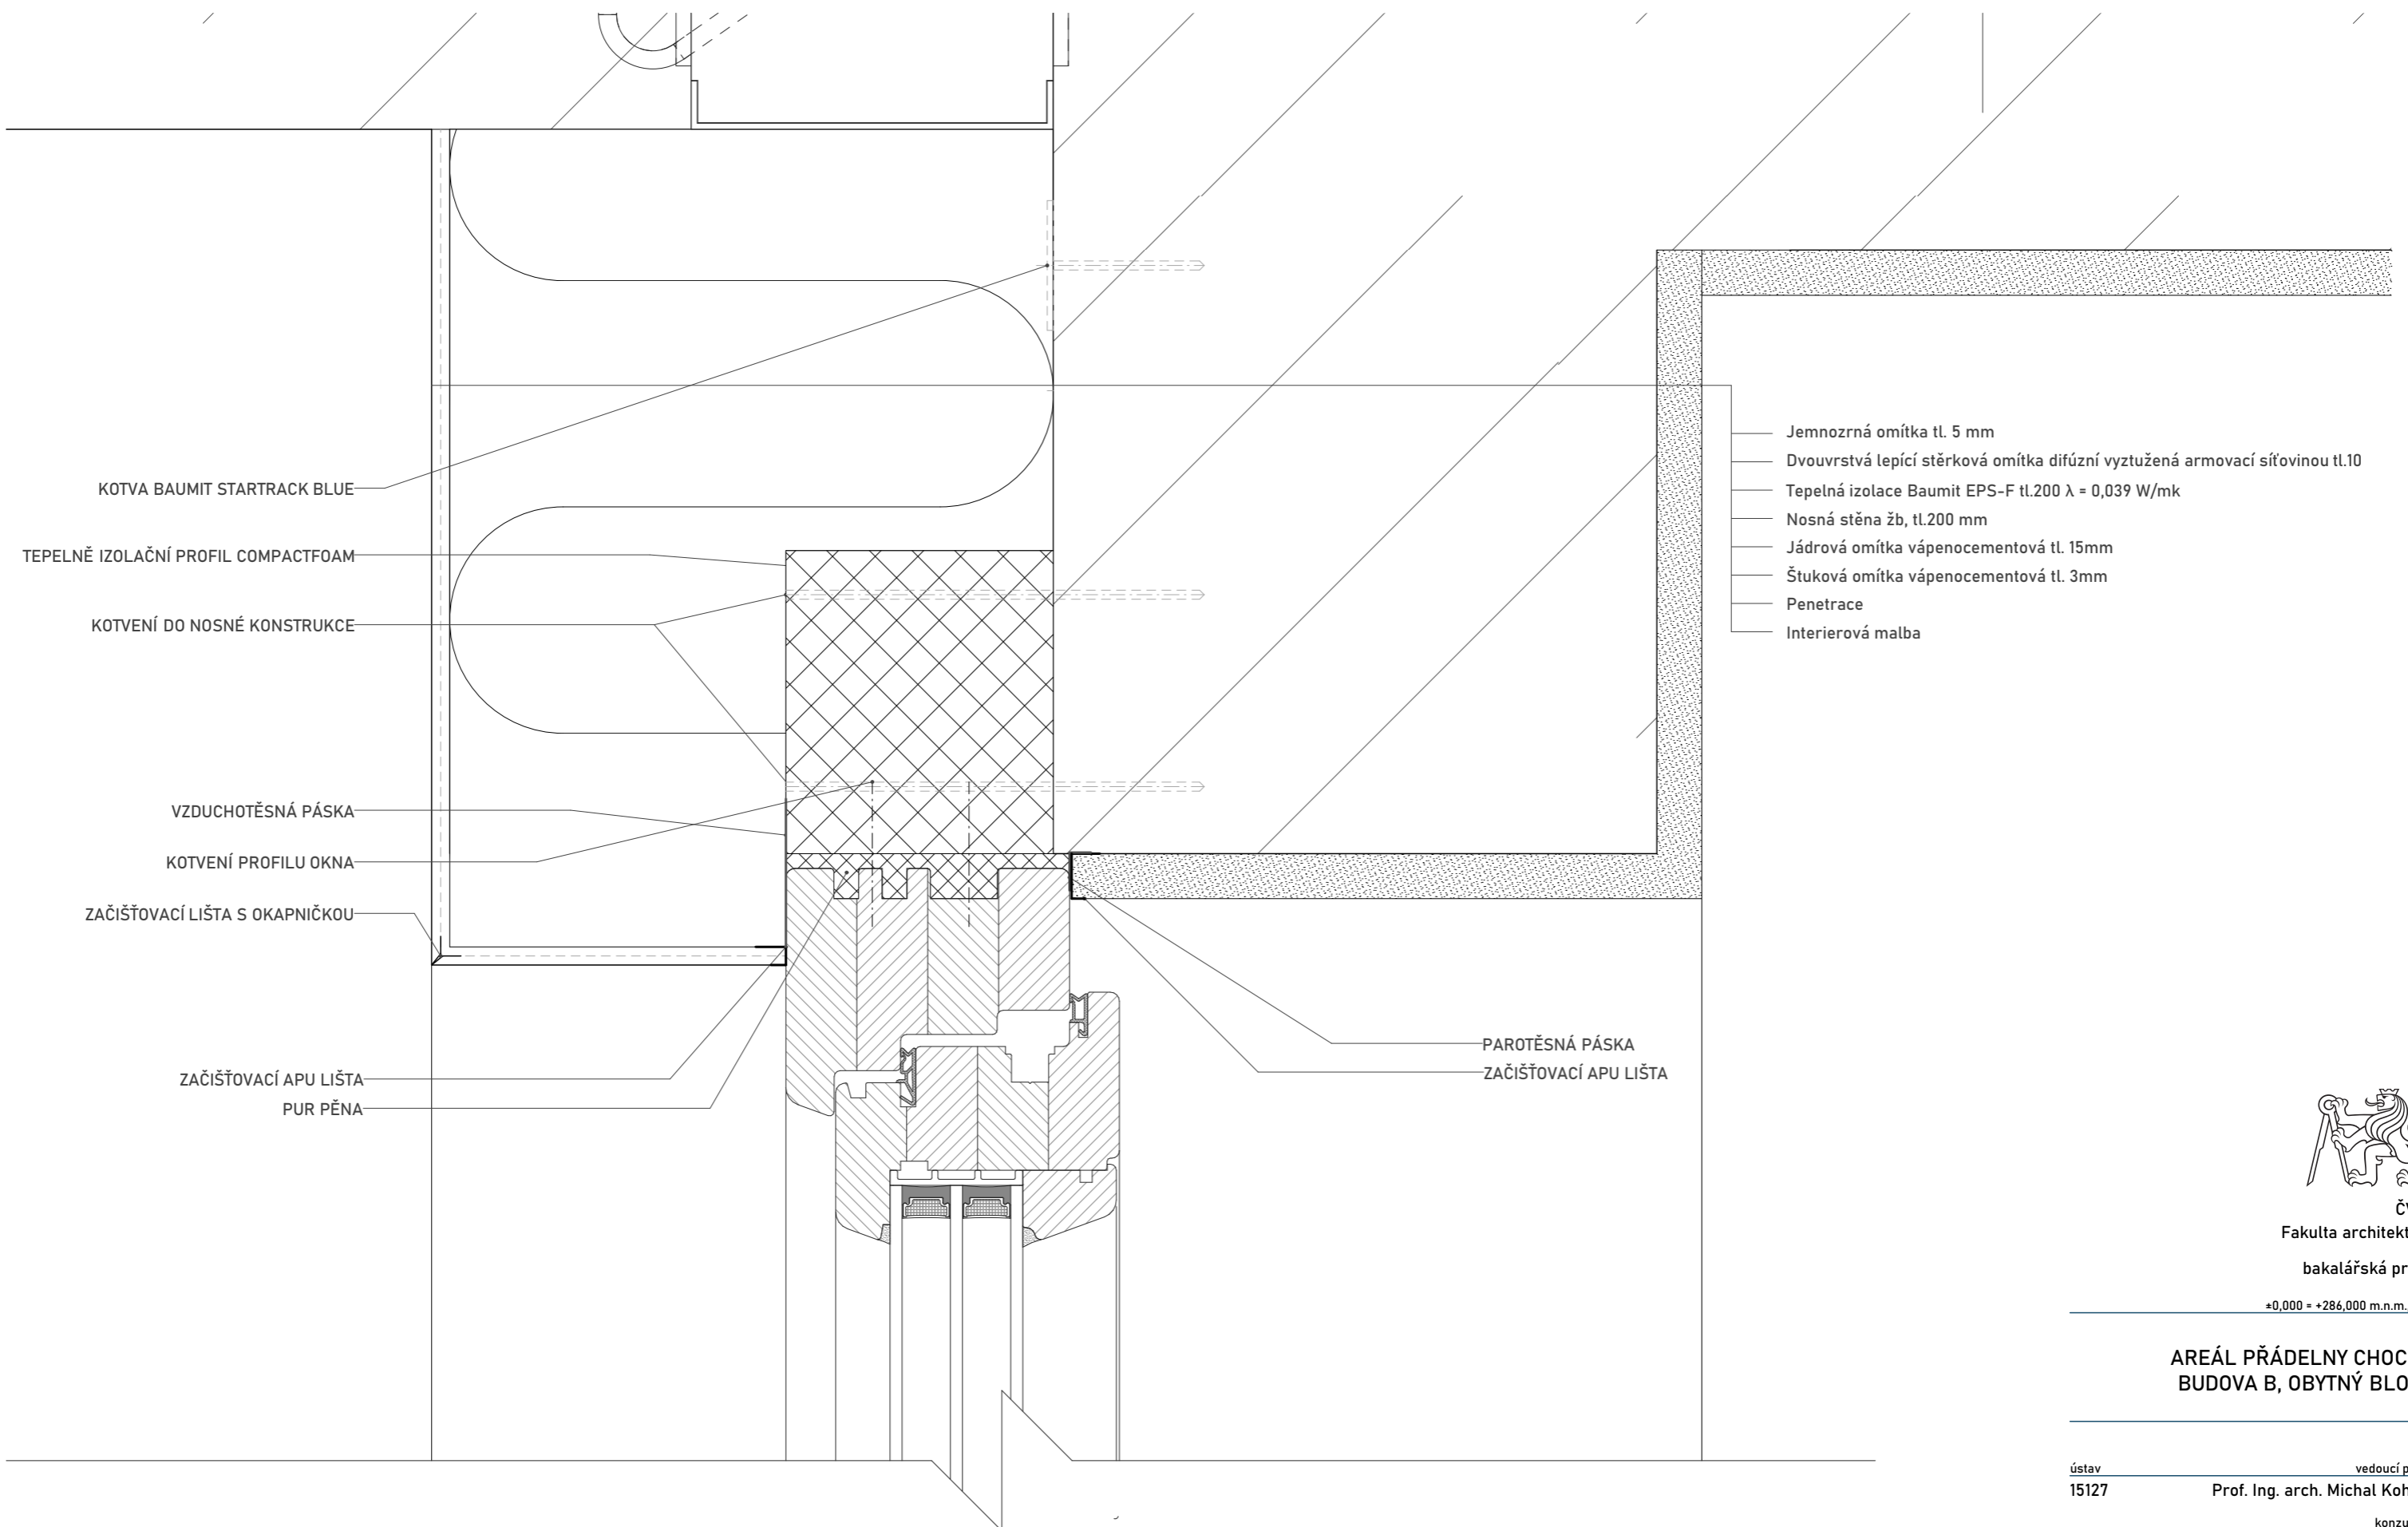 KOTVA BAUMIT STARTRACK BLUE
TEPELNĚ IZOLAČNÍ PROFIL COMPACTFOAM
KOTVENÍ DO NOSNÉ KONSTRUKCE
VZDUCHOTĚSNÁ PÁSKA
KOTVENÍ PROFILU OKNA
ZAČIŠŤOVACÍ LIŠTA S OKAPNIČKOU
ZAČIŠŤOVACÍ APU LIŠTA
PUR PĚNA
Jemnozrná omítka tl. 5 mm
Dvouvrstvá lepící stěrková omítka difúzní vyztužená armovací síťovinou tl.10
Tepelná izolace Baumit EPS-F tl.200 λ = 0,039 W/mk
Nosná stěna žb, tl.200 mm
Jádrová omítka vápenocementová tl. 15mm
Štuková omítka vápenocementová tl. 3mm
Penetrace
Interierová malba
PAROTĚSNÁ PÁSKA
ZAČIŠŤOVACÍ APU LIŠTA
Fakulta architekt
bakalářská pr
±0,000 = +286,000 m.n.m.
AREÁL PŘÁDELNY CHOC
BUDOVA B, OBYTNÝ BLO
ústav vedoucí p
15127 Prof. Ing. arch. Michal Koh
konzu